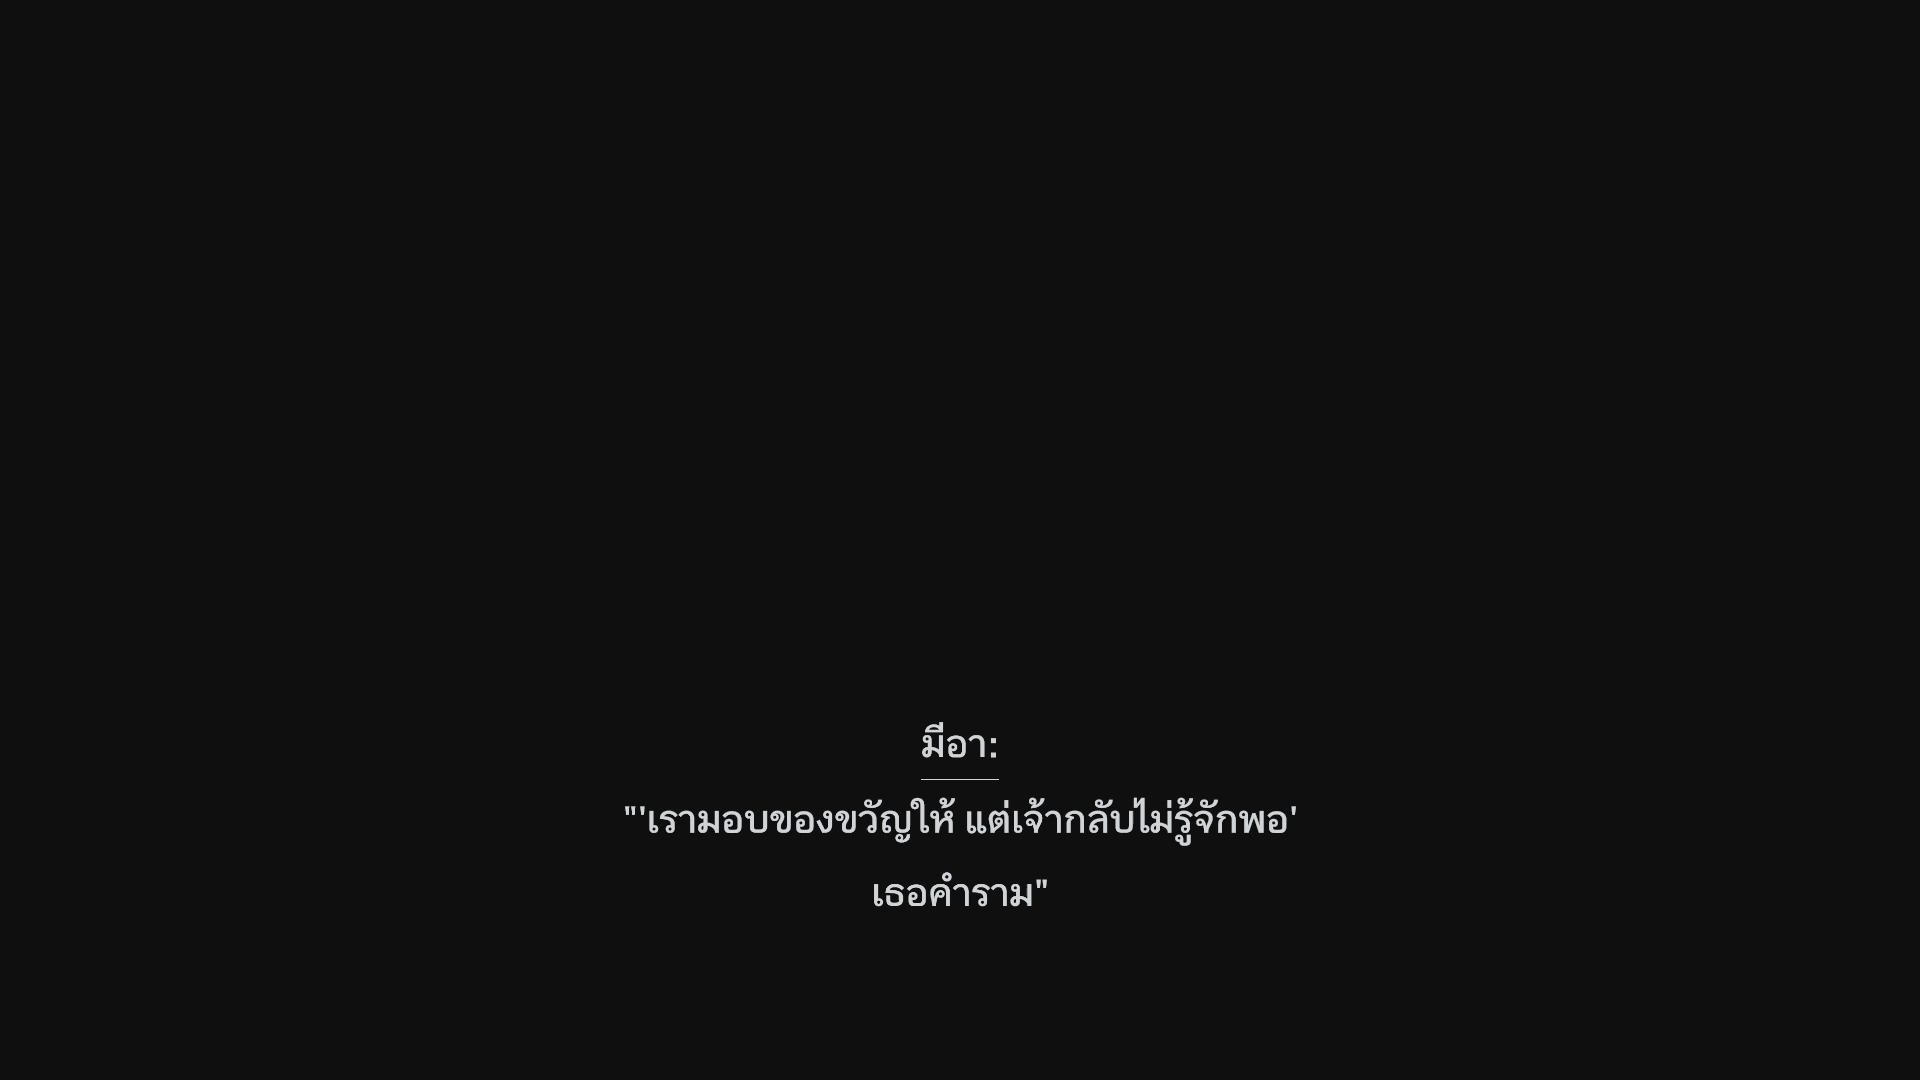 มีอา:
"'เรามอบของขวัญให้ แต่เจ้ากลับไม่รู้จักพอ'
เธอคำราม"